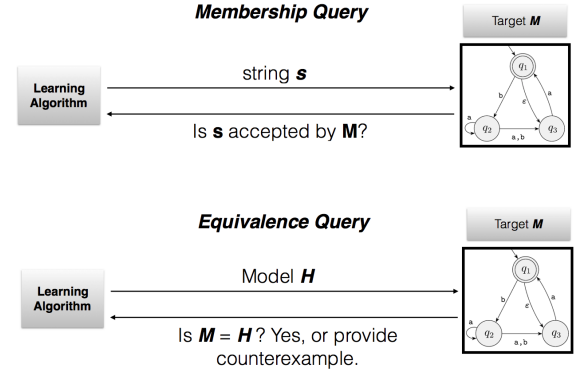 Membership Query
Target M
Learning
Algorithm
string s
Is s accepted by M?
q1
b
ε
a
a
q2
a,b
q3
Equivalence Query
Target M
Learning
Algorithm
Model H
Is M = H ? Yes, or provide
counterexample.
q1
b
ε
a
a
q2
a,b
q3